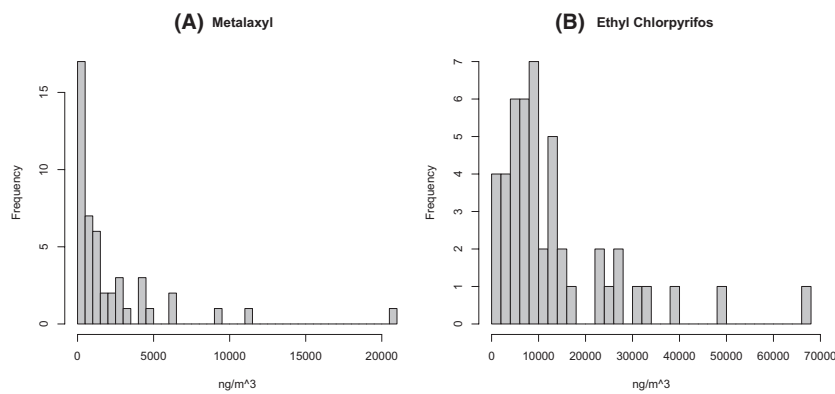 (A) Metalaxyl
Frequency
15
10
5
0
0 5000 10000 15000 20000
ng/m^3
(B) Ethyl Chlorpyrifos
Frequency
7
6
5
4
3
2
1
0
0 10000 20000 30000 40000 50000 60000 70000
ng/m^3